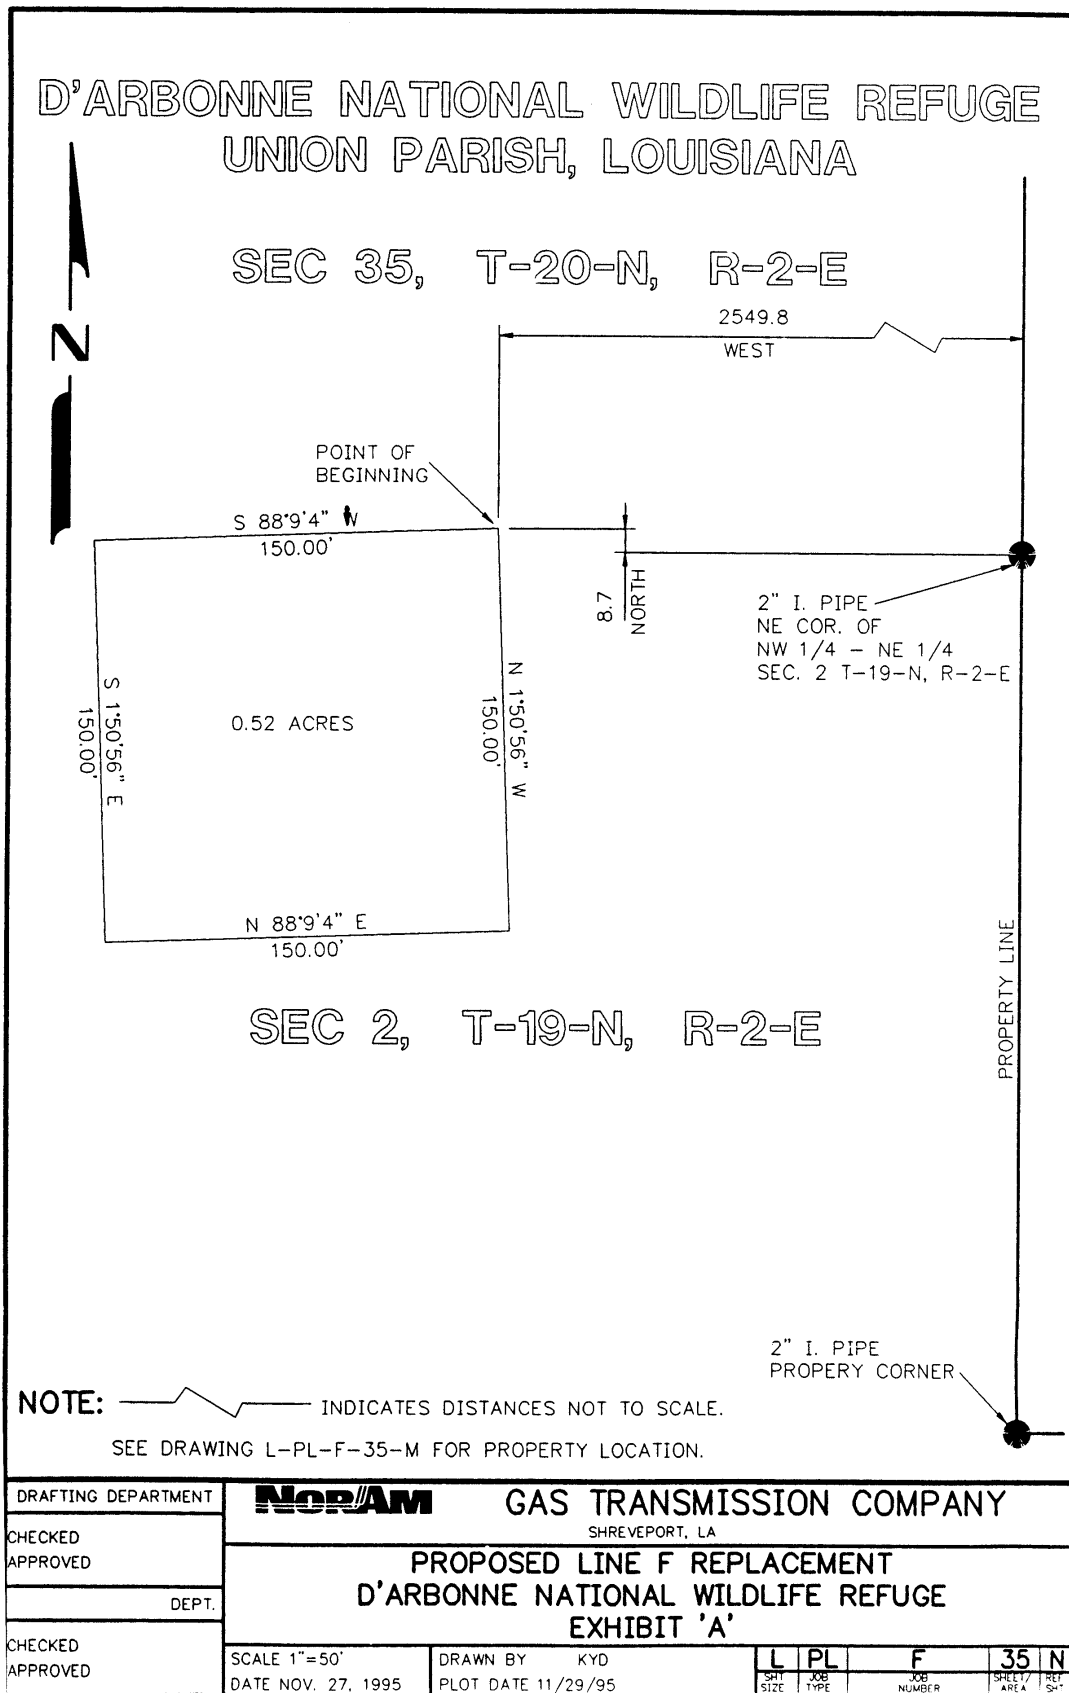 D'ARBONNE NATIONAL WILDLIFE REFUGE
UNION PARISH, LOUISIANA
SEC 35, T-20-N, R-2-E
N
2549.8
WEST
POINT OF
BEGINNING
S 88°9'4" W
150.00'
8.7
NORTH
2" I. PIPE
NE COR. OF
NW 1/4 - NE 1/4
SEC. 2 T-19-N, R-2-E
S 1°50'56" E
150.00'
0.52 ACRES
N 1°50'56" W
150.00'
N 88°9'4" E
150.00'
PROPERTY LINE
SEC 2, T-19-N, R-2-E
2" I. PIPE
PROPERY CORNER
NOTE: INDICATES DISTANCES NOT TO SCALE.
SEE DRAWING L-PL-F-35-M FOR PROPERTY LOCATION.
DRAFTING DEPARTMENT
CHECKED
APPROVED
DEPT.
CHECKED
APPROVED
NORAM GAS TRANSMISSION COMPANY
SHREVEPORT, LA
PROPOSED LINE F REPLACEMENT
D'ARBONNE NATIONAL WILDLIFE REFUGE
EXHIBIT 'A'
SCALE 1"=50'
DATE NOV. 27, 1995
DRAWN BY KYD
PLOT DATE 11/29/95
L PL F 35 N
SHT SIZE
JOB TYPE
JOB NUMBER
SHEET/ AREA
REF SHT